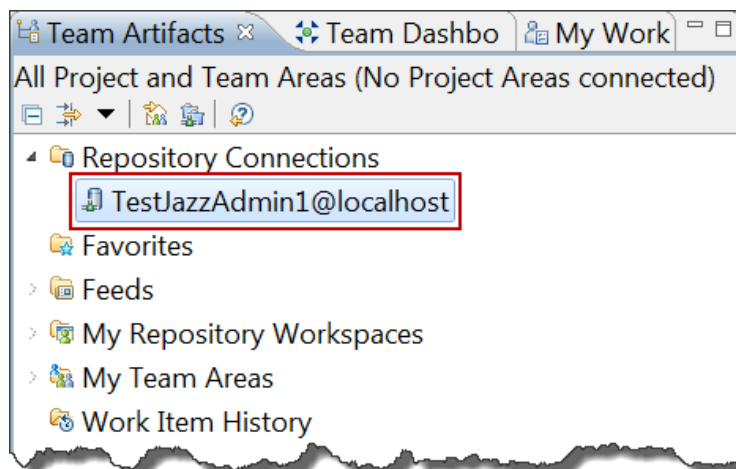 Team Artifacts Team Dashbo My Work
All Project and Team Areas (No Project Areas connected)
Repository Connections
TestJazzAdmin1@localhost
Favorites
Feeds
My Repository Workspaces
My Team Areas
Work Item History